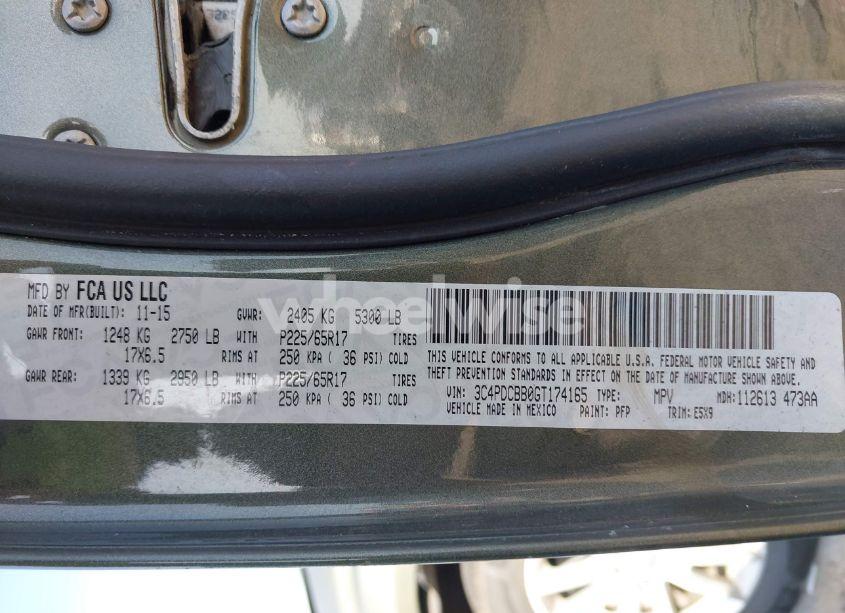 MFD BY FCA US LLC
DATE OF MFR(BUILT): 11-15 GVWR: 2405 KG 5300 LB
GAWR FRONT: 1248 KG 2750 LB WITH P225/65R17 TIRES
17X6.5 RIMS AT 250 KPA ( 36 PSI) COLD
GAWR REAR: 1339 KG 2950 LB WITH P225/65R17 TIRES
17X6.5 RIMS AT 250 KPA ( 36 PSI) COLD
THIS VEHICLE CONFORMS TO ALL APPLICABLE U.S.A. FEDERAL MOTOR VEHICLE SAFETY AND
THEFT PREVENTION STANDARDS IN EFFECT ON THE DATE OF MANUFACTURE SHOWN ABOVE.
VIN: 3C4PDCBB0GT174165 TYPE: MPV MDH: 112613 473AA
VEHICLE MADE IN MEXICO PAINT: PFP TRIM: E5X9
wheelwise